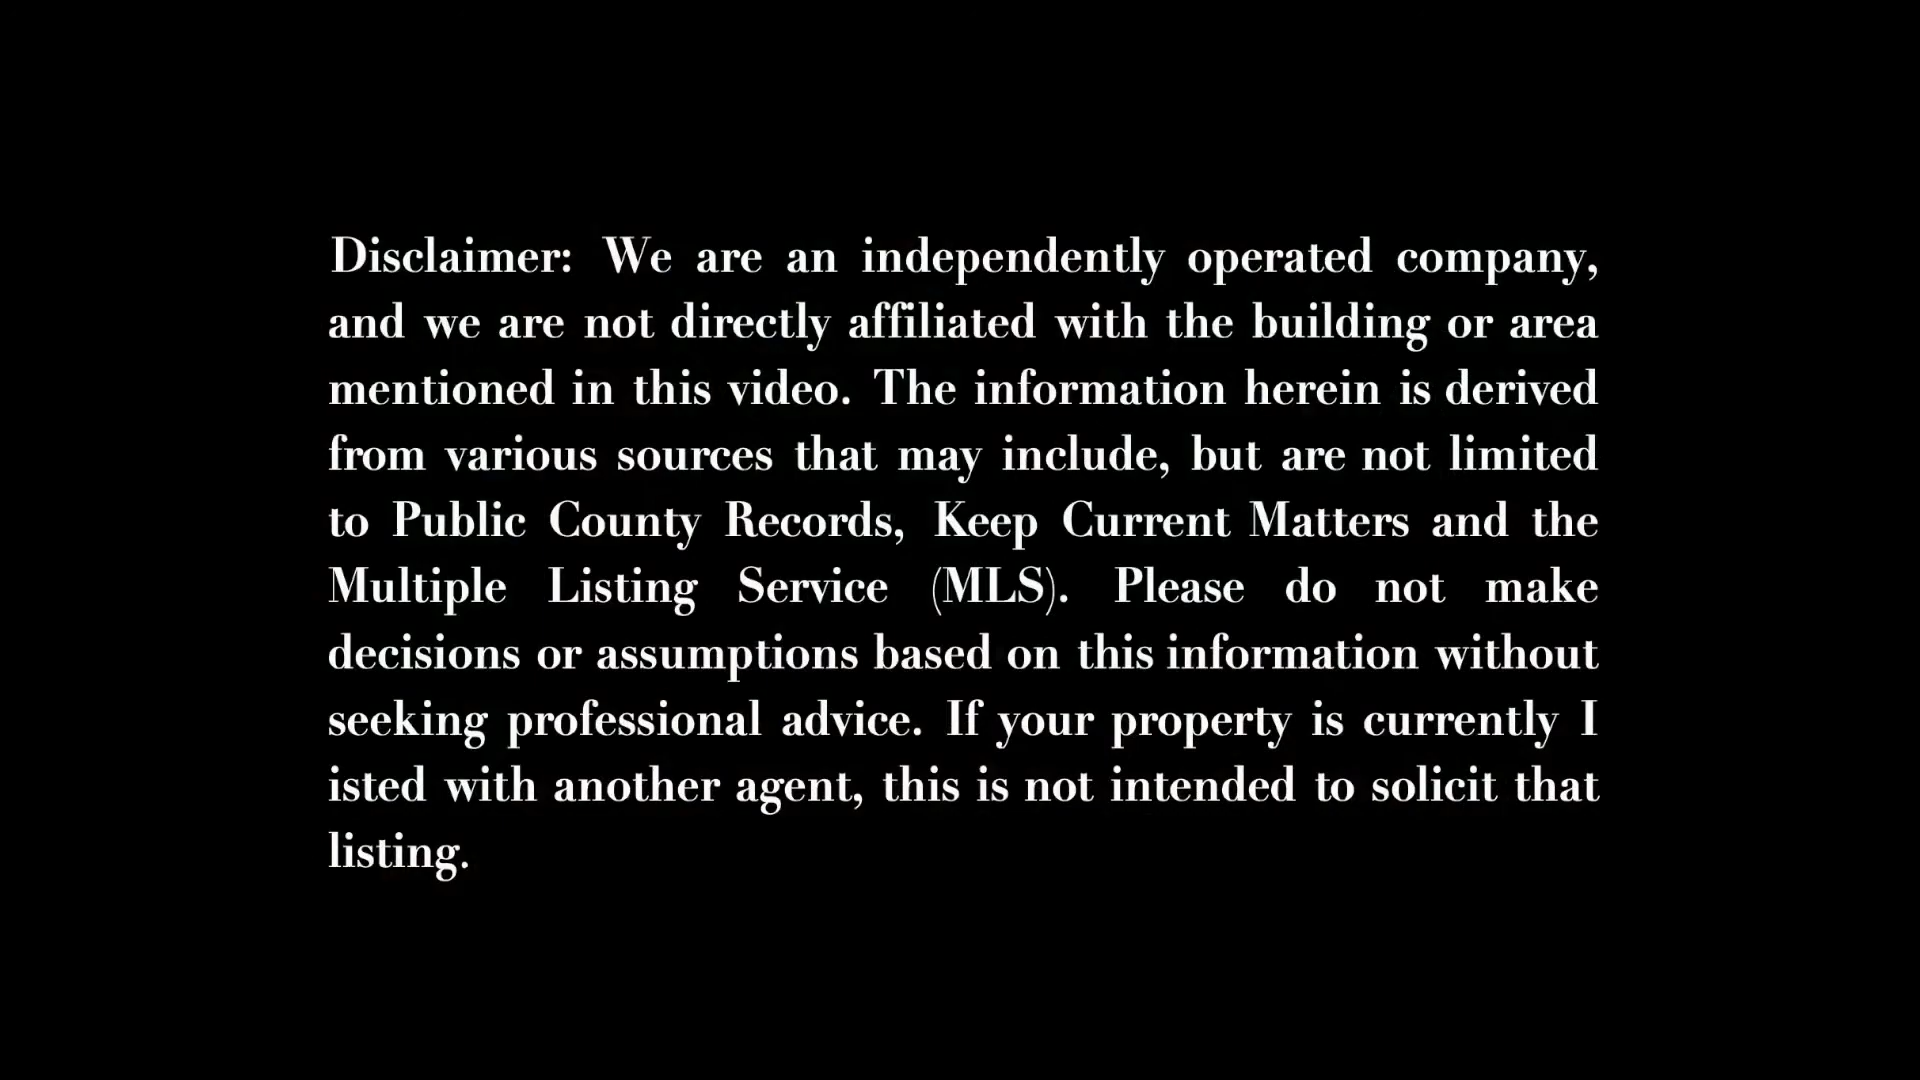 Disclaimer: We are an independently operated company,
and we are not directly affiliated with the building or area
mentioned in this video. The information herein is derived
from various sources that may include, but are not limited
to Public County Records, Keep Current Matters and the
Multiple Listing Service (MLS). Please do not make
decisions or assumptions based on this information without
seeking professional advice. If your property is currently I
isted with another agent, this is not intended to solicit that
listing.